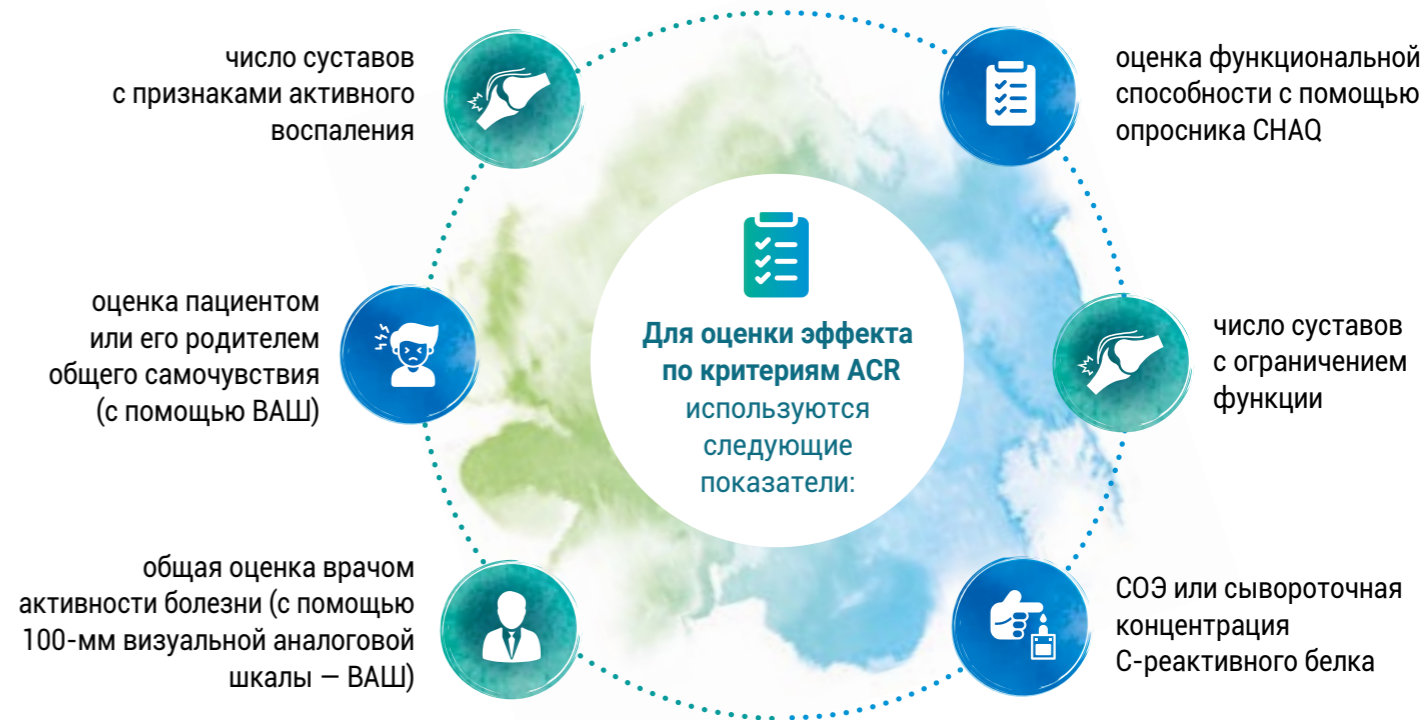 число суставов
с признаками активного
воспаления
оценка функциональной
способности с помощью
опросника CHAQ
оценка пациентом
или его родителем
общего самочувствия
(с помощью ВАШ)
Для оценки эффекта
по критериям ACR
используются
следующие
показатели:
число суставов
с ограничением
функции
общая оценка врачом
активности болезни (с помощью
100-мм визуальной аналоговой
шкалы — ВАШ)
СОЭ или сывороточная
концентрация
С-реактивного белка